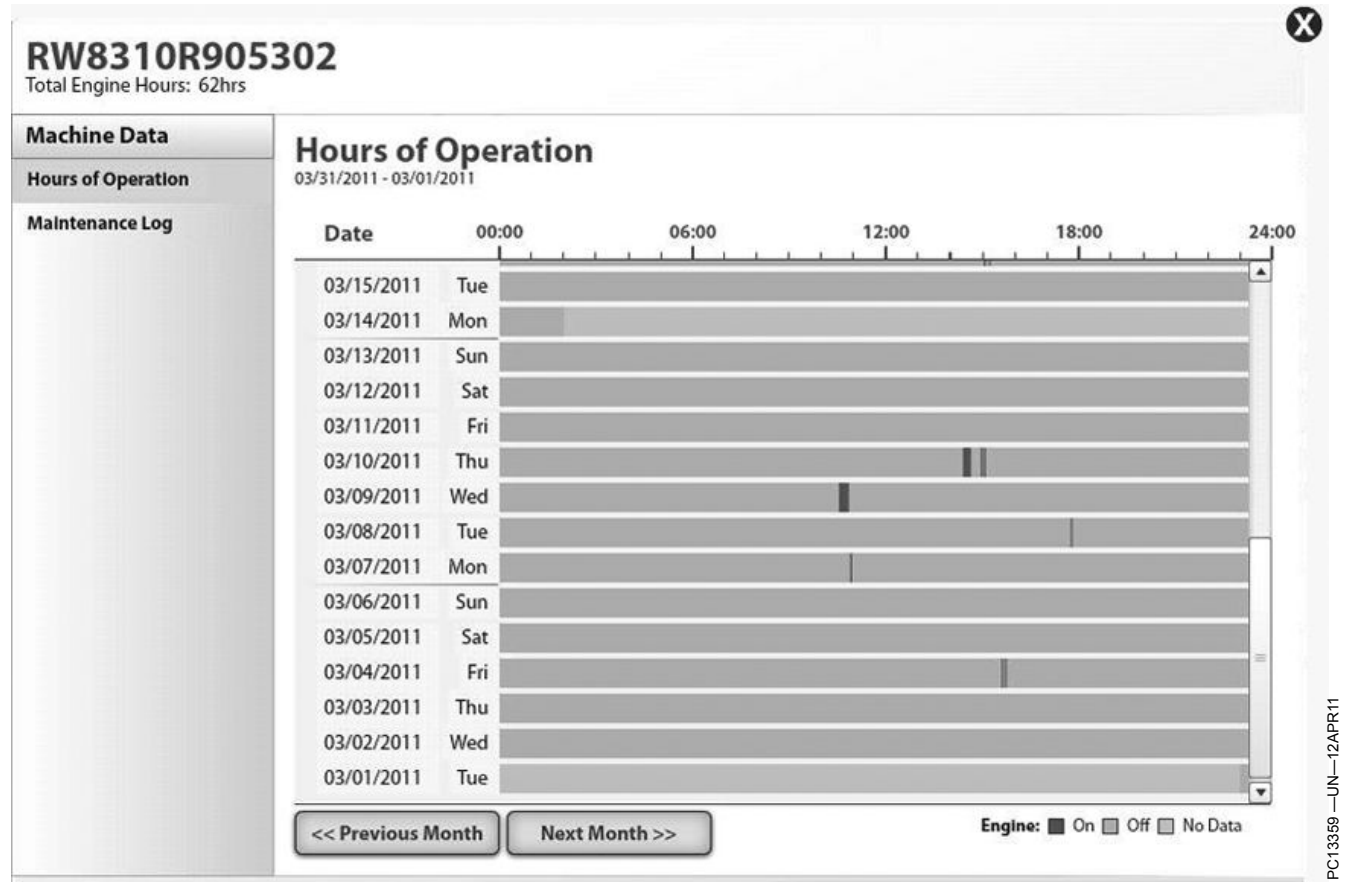 X
RW8310R905302
Total Engine Hours: 62hrs
Machine Data
Hours of Operation
Maintenance Log
Hours of Operation
03/31/2011 - 03/01/2011
Date 00:00 06:00 12:00 18:00 24:00
03/15/2011 Tue
03/14/2011 Mon
03/13/2011 Sun
03/12/2011 Sat
03/11/2011 Fri
03/10/2011 Thu
03/09/2011 Wed
03/08/2011 Tue
03/07/2011 Mon
03/06/2011 Sun
03/05/2011 Sat
03/04/2011 Fri
03/03/2011 Thu
03/02/2011 Wed
03/01/2011 Tue
<< Previous Month Next Month >>
Engine: On Off No Data
PC13359 —UN—12APR11